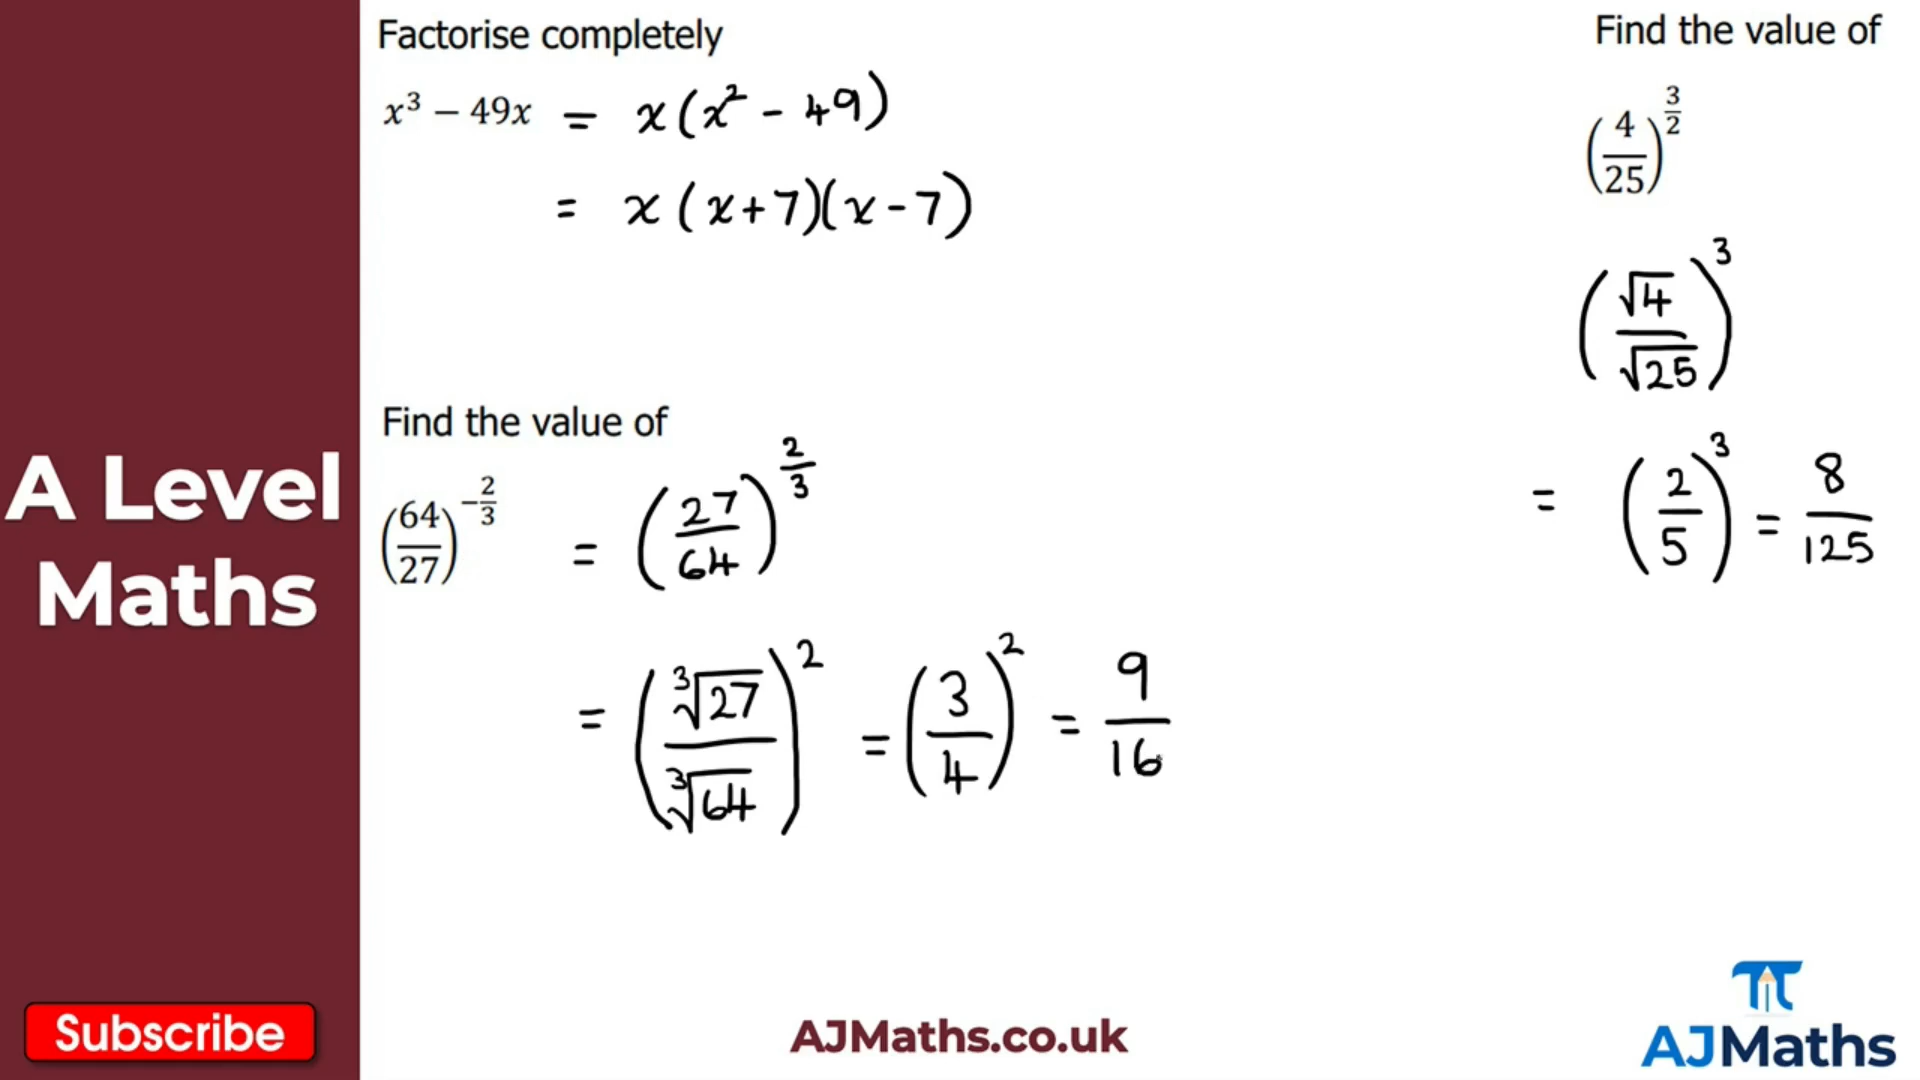 A Level
Maths
Subscribe
Factorise completely
x³ − 49x = x(x² − 49)
= x(x+7)(x−7)
Find the value of
(64/27)^(−2/3) = (27/64)^(2/3)
= (∛27/∛64)² = (3/4)² = 9/16
Find the value of
(4/25)^(3/2)
(√4/√25)³
= (2/5)³ = 8/125
AJMaths.co.uk
AJMaths